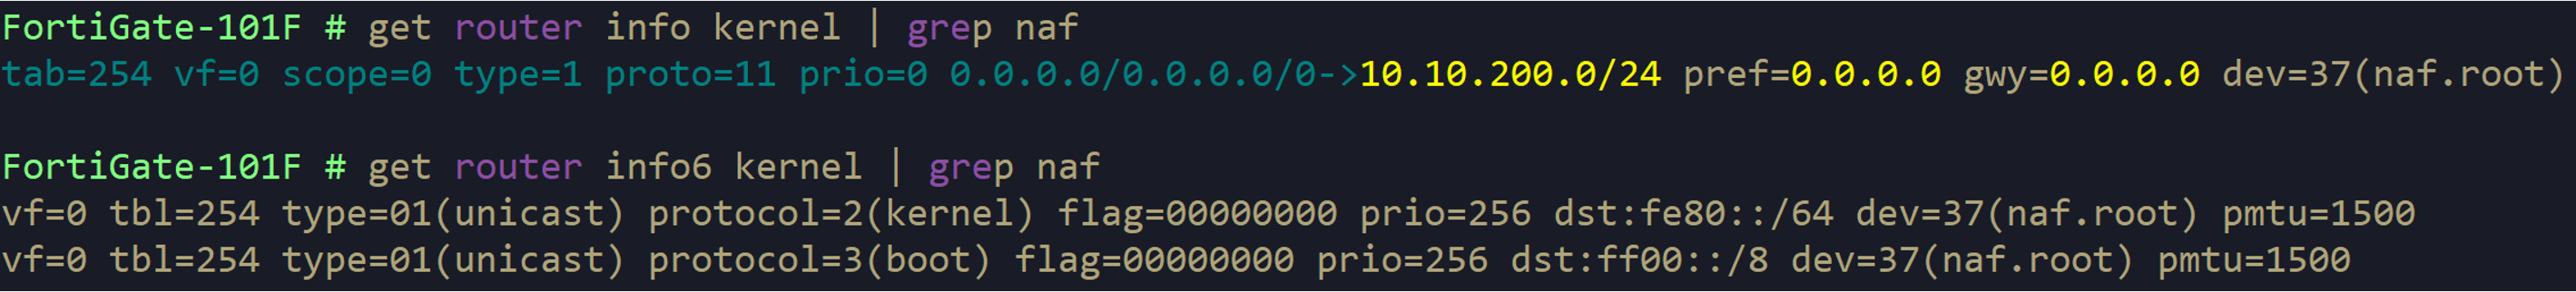 FortiGate-101F # get router info kernel | grep naf
tab=254 vf=0 scope=0 type=1 proto=11 prio=0 0.0.0.0/0.0.0.0/0->10.10.200.0/24 pref=0.0.0.0 gwy=0.0.0.0 dev=37(naf.root)
FortiGate-101F # get router info6 kernel | grep naf
vf=0 tbl=254 type=01(unicast) protocol=2(kernel) flag=00000000 prio=256 dst:fe80::/64 dev=37(naf.root) pmtu=1500
vf=0 tbl=254 type=01(unicast) protocol=3(boot) flag=00000000 prio=256 dst:ff00::/8 dev=37(naf.root) pmtu=1500